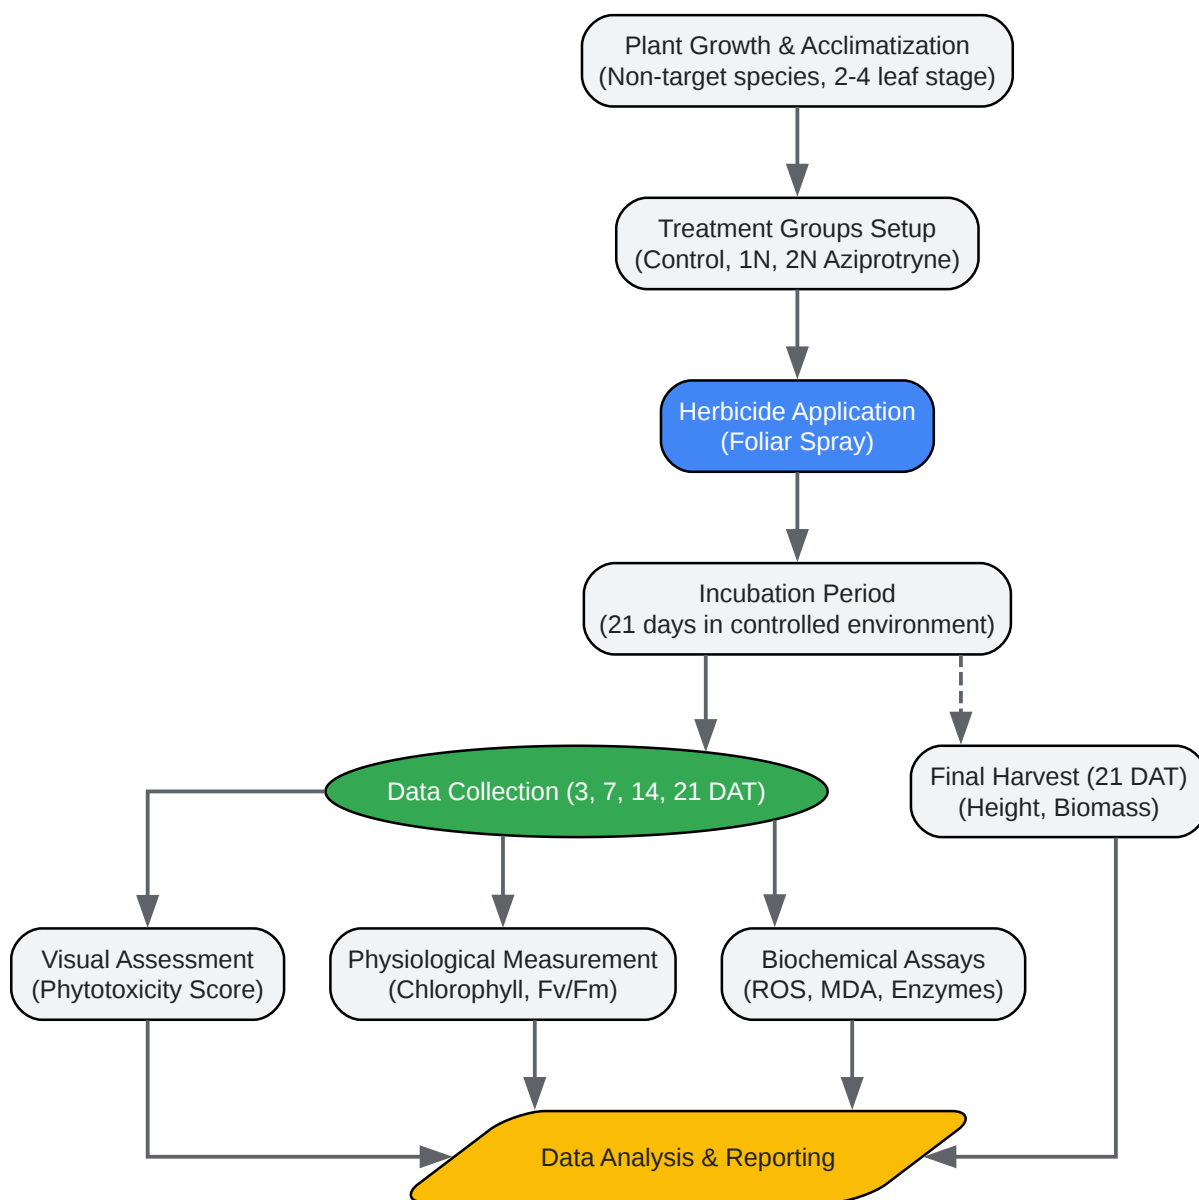 Plant Growth & Acclimatization
(Non-target species, 2-4 leaf stage)
Treatment Groups Setup
(Control, 1N, 2N Aziprotryne)
Herbicide Application
(Foliar Spray)
Incubation Period
(21 days in controlled environment)
Data Collection (3, 7, 14, 21 DAT)
Final Harvest (21 DAT)
(Height, Biomass)
Visual Assessment
(Phytotoxicity Score)
Physiological Measurement
(Chlorophyll, Fv/Fm)
Biochemical Assays
(ROS, MDA, Enzymes)
Data Analysis & Reporting